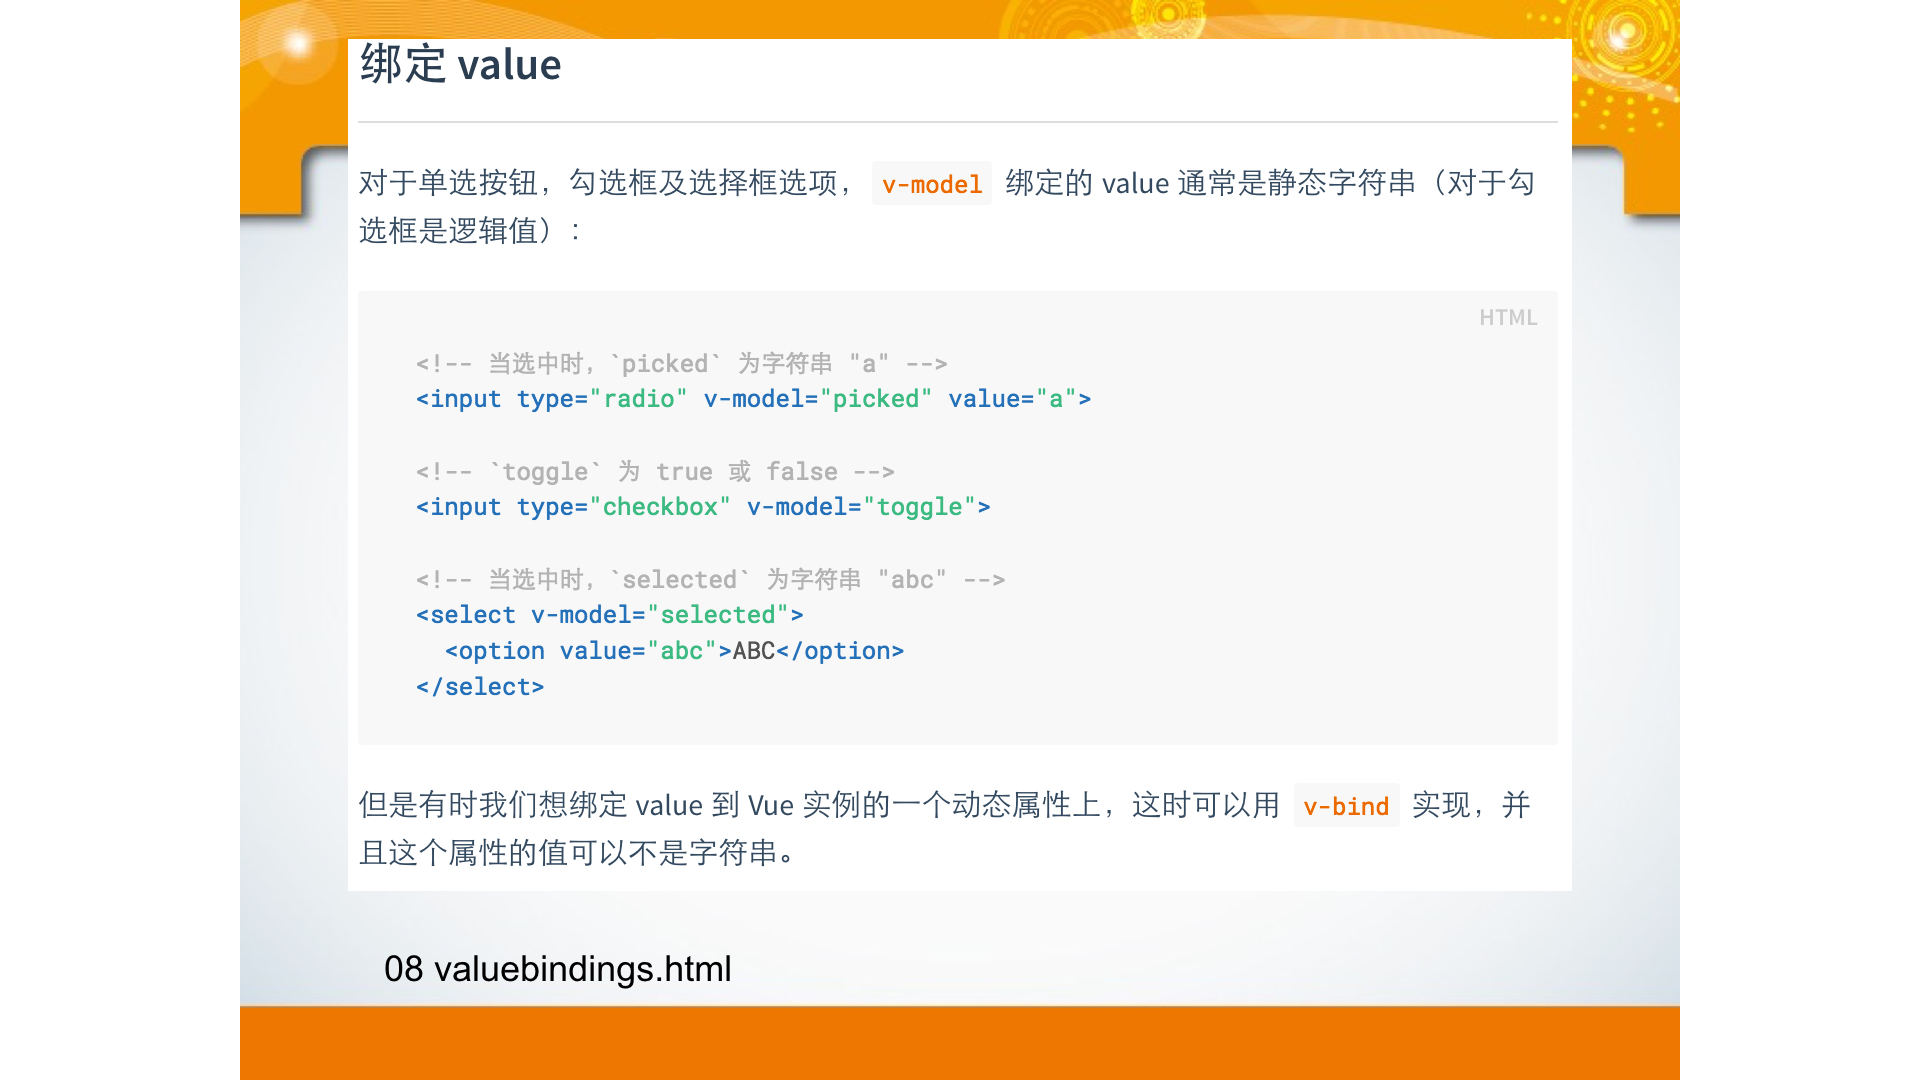 绑定 value
对于单选按钮，勾选框及选择框选项， v-model 绑定的 value 通常是静态字符串（对于勾
选框是逻辑值）：
HTML
<!-- 当选中时，`picked` 为字符串 "a" -->
<input type="radio" v-model="picked" value="a">
<!-- `toggle` 为 true 或 false -->
<input type="checkbox" v-model="toggle">
<!-- 当选中时，`selected` 为字符串 "abc" -->
<select v-model="selected">
  <option value="abc">ABC</option>
</select>
但是有时我们想绑定 value 到 Vue 实例的一个动态属性上，这时可以用 v-bind 实现，并
且这个属性的值可以不是字符串。
08 valuebindings.html